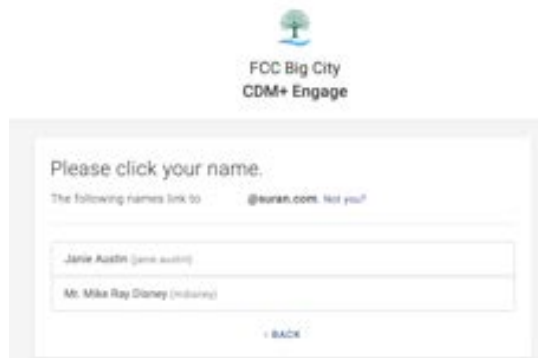 FCC Big City
CDM+ Engage
Please click your name.
The following names link to @suran.com. Not you?
Janie Austin (janie.austin)
Mr. Mike Ray Disney (mdisney)
‹ BACK